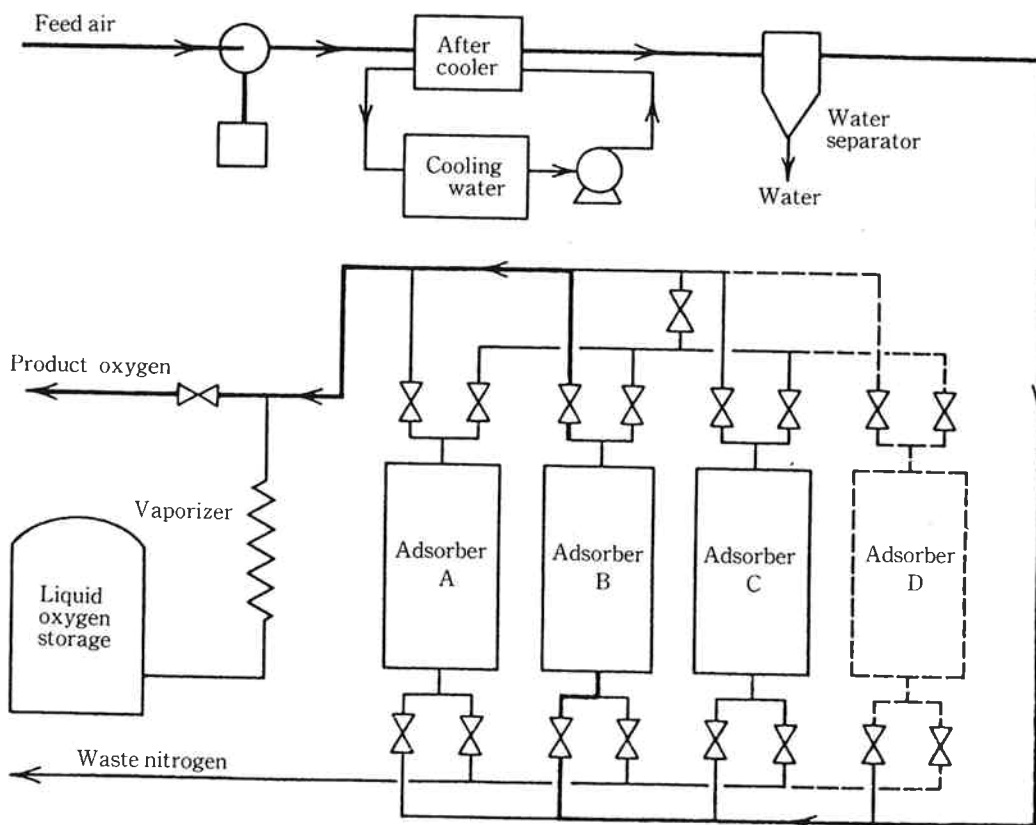 Feed air
After
cooler
Water
separator
Cooling
water
Water
Product oxygen
Vaporizer
Liquid
oxygen
storage
Adsorber
A
Adsorber
B
Adsorber
C
Adsorber
D
Waste nitrogen